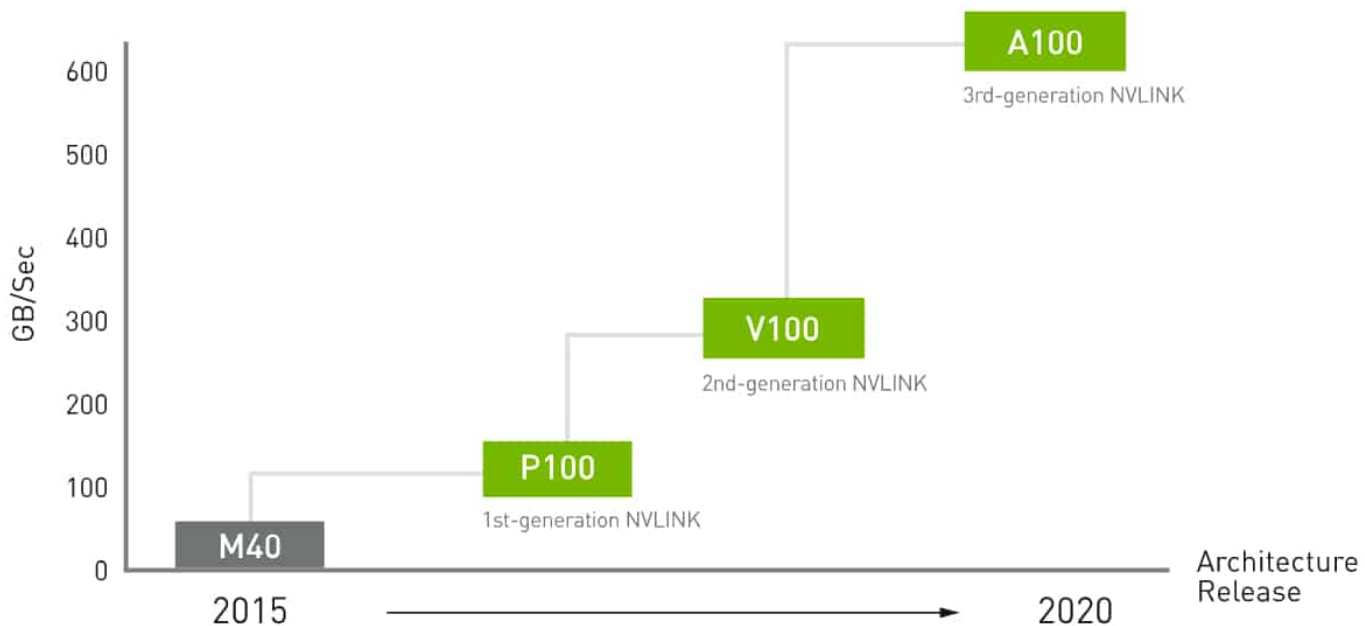 A100
600
3rd-generation NVLINK
500
400
GB/Sec
300
V100
2nd-generation NVLINK
200
P100
100
1st-generation NVLINK
M40
0
Architecture
Release
2015
2020